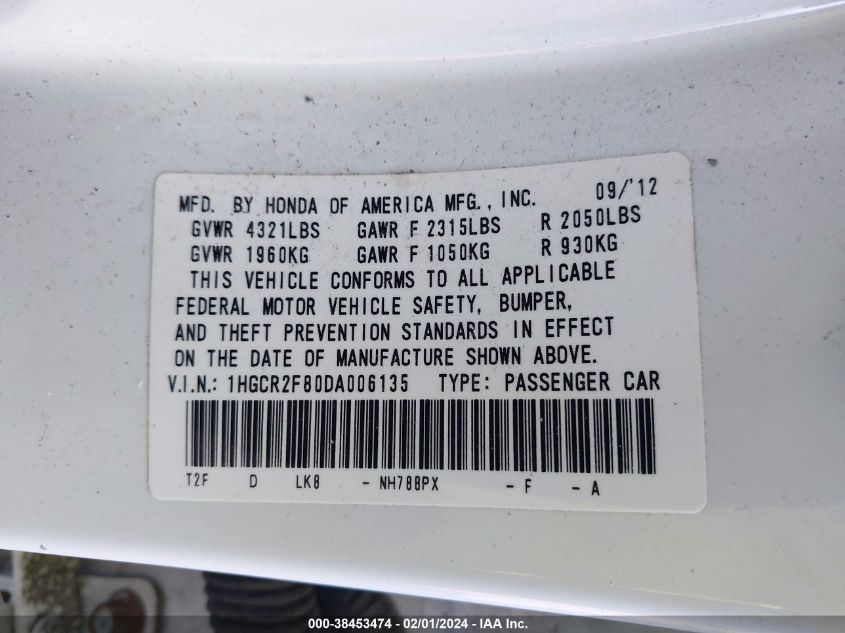 MFD. BY HONDA OF AMERICA MFG., INC. 09/'12
GVWR 4321LBS GAWR F 2315LBS R 2050LBS
GVWR 1960KG GAWR F 1050KG R 930KG
THIS VEHICLE CONFORMS TO ALL APPLICABLE
FEDERAL MOTOR VEHICLE SAFETY, BUMPER,
AND THEFT PREVENTION STANDARDS IN EFFECT
ON THE DATE OF MANUFACTURE SHOWN ABOVE.
V.I.N.: 1HGCR2F80DA006135 TYPE: PASSENGER CAR
T2F D LK8 - NH788PX - F - A
000-38453474 - 02/01/2024 - IAA Inc.